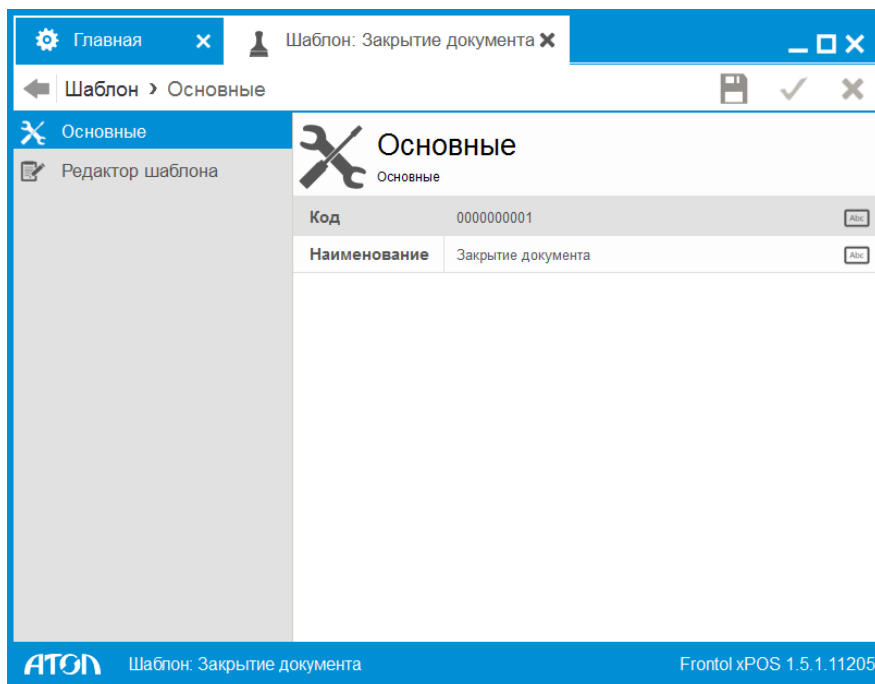 Главная
Шаблон: Закрытие документа
Шаблон › Основные
Основные
Редактор шаблона
Основные
Основные
Код 0000000001 Abc
Наименование Закрытие документа Abc
АТОЛ Шаблон: Закрытие документа Frontol xPOS 1.5.1.11205